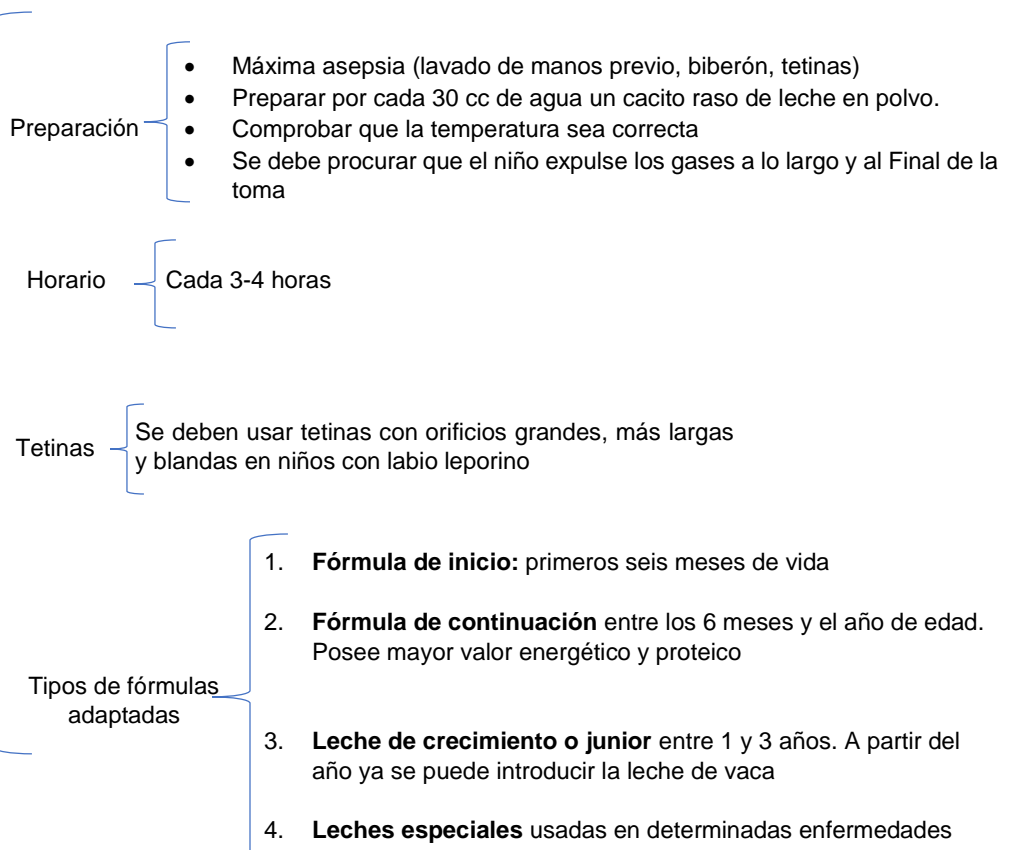 Preparación
• Máxima asepsia (lavado de manos previo, biberón, tetinas)
• Preparar por cada 30 cc de agua un cacito raso de leche en polvo.
• Comprobar que la temperatura sea correcta
• Se debe procurar que el niño expulse los gases a lo largo y al Final de la
toma
Horario
Cada 3-4 horas
Tetinas
Se deben usar tetinas con orificios grandes, más largas
y blandas en niños con labio leporino
Tipos de fórmulas
adaptadas
1. Fórmula de inicio: primeros seis meses de vida
2. Fórmula de continuación entre los 6 meses y el año de edad.
Posee mayor valor energético y proteico
3. Leche de crecimiento o junior entre 1 y 3 años. A partir del
año ya se puede introducir la leche de vaca
4. Leches especiales usadas en determinadas enfermedades